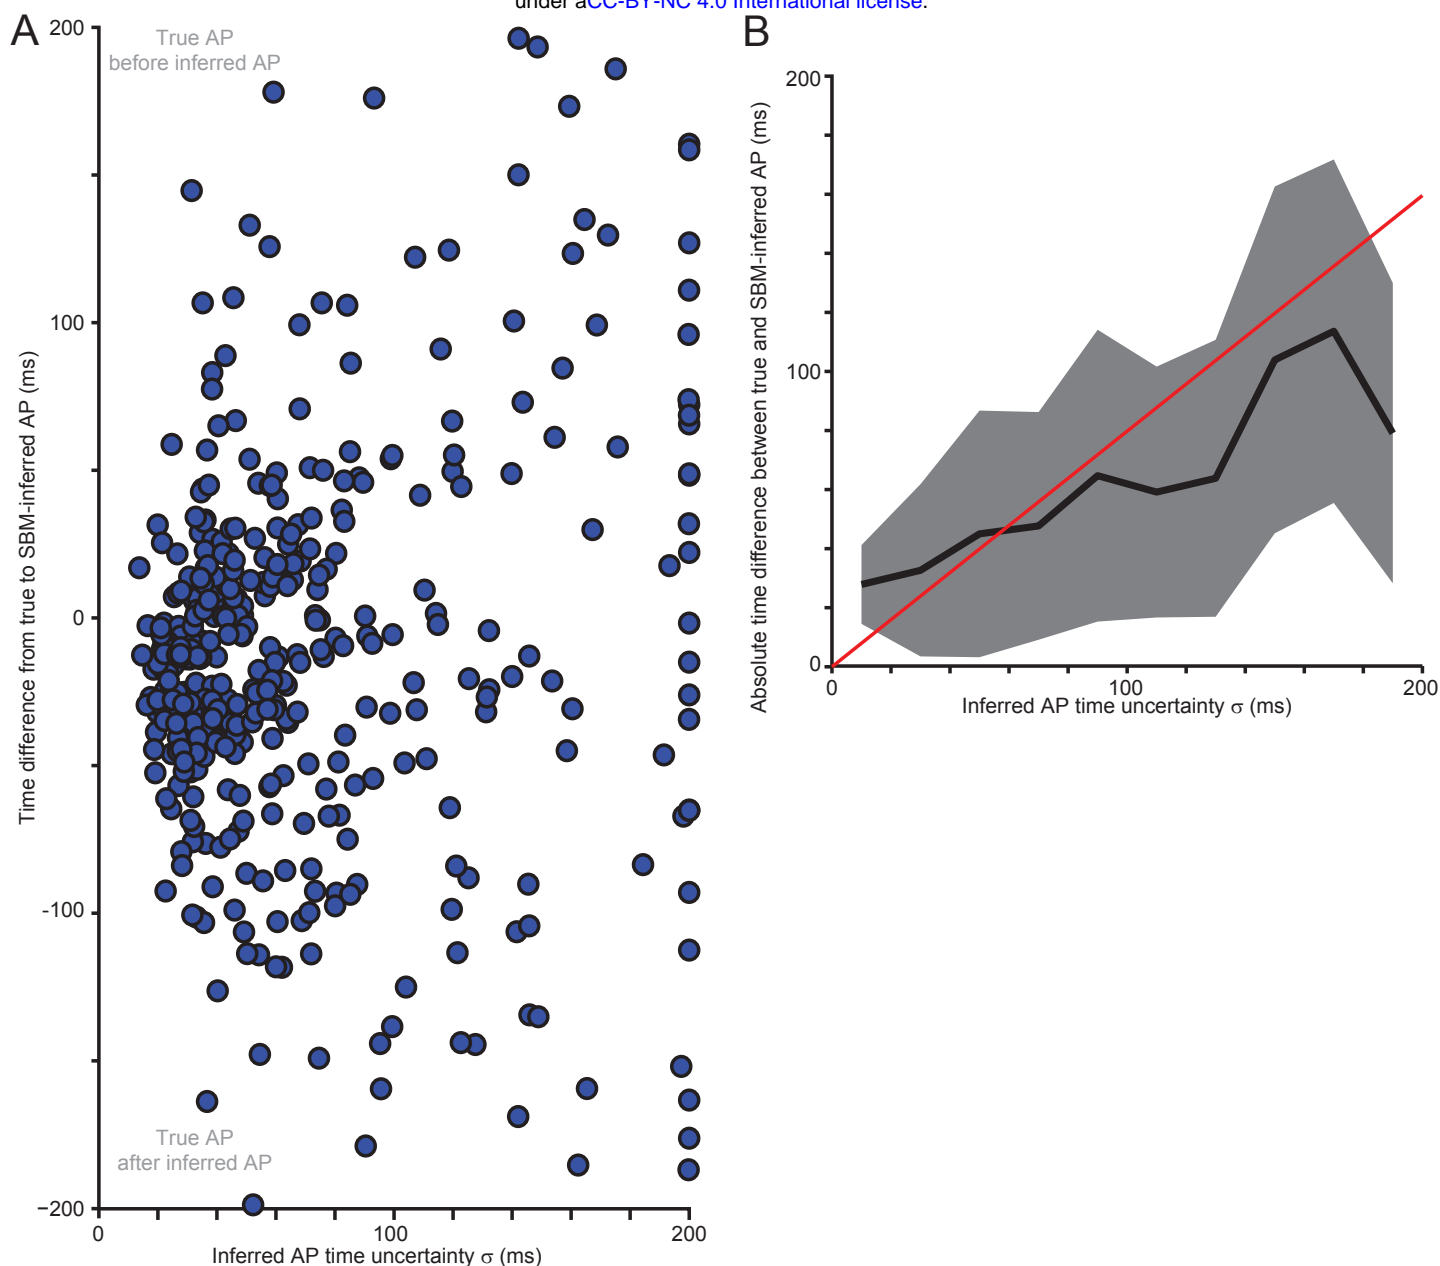 under aCC-BY-NC 4.0 International license.
A
True AP
before inferred AP
200
100
0
-100
−200
Time difference from true to SBM-inferred AP (ms)
True AP
after inferred AP
0
100
200
Inferred AP time uncertainty σ (ms)
B
200
100
0
Absolute time difference between true and SBM-inferred AP (ms)
0
100
200
Inferred AP time uncertainty σ (ms)